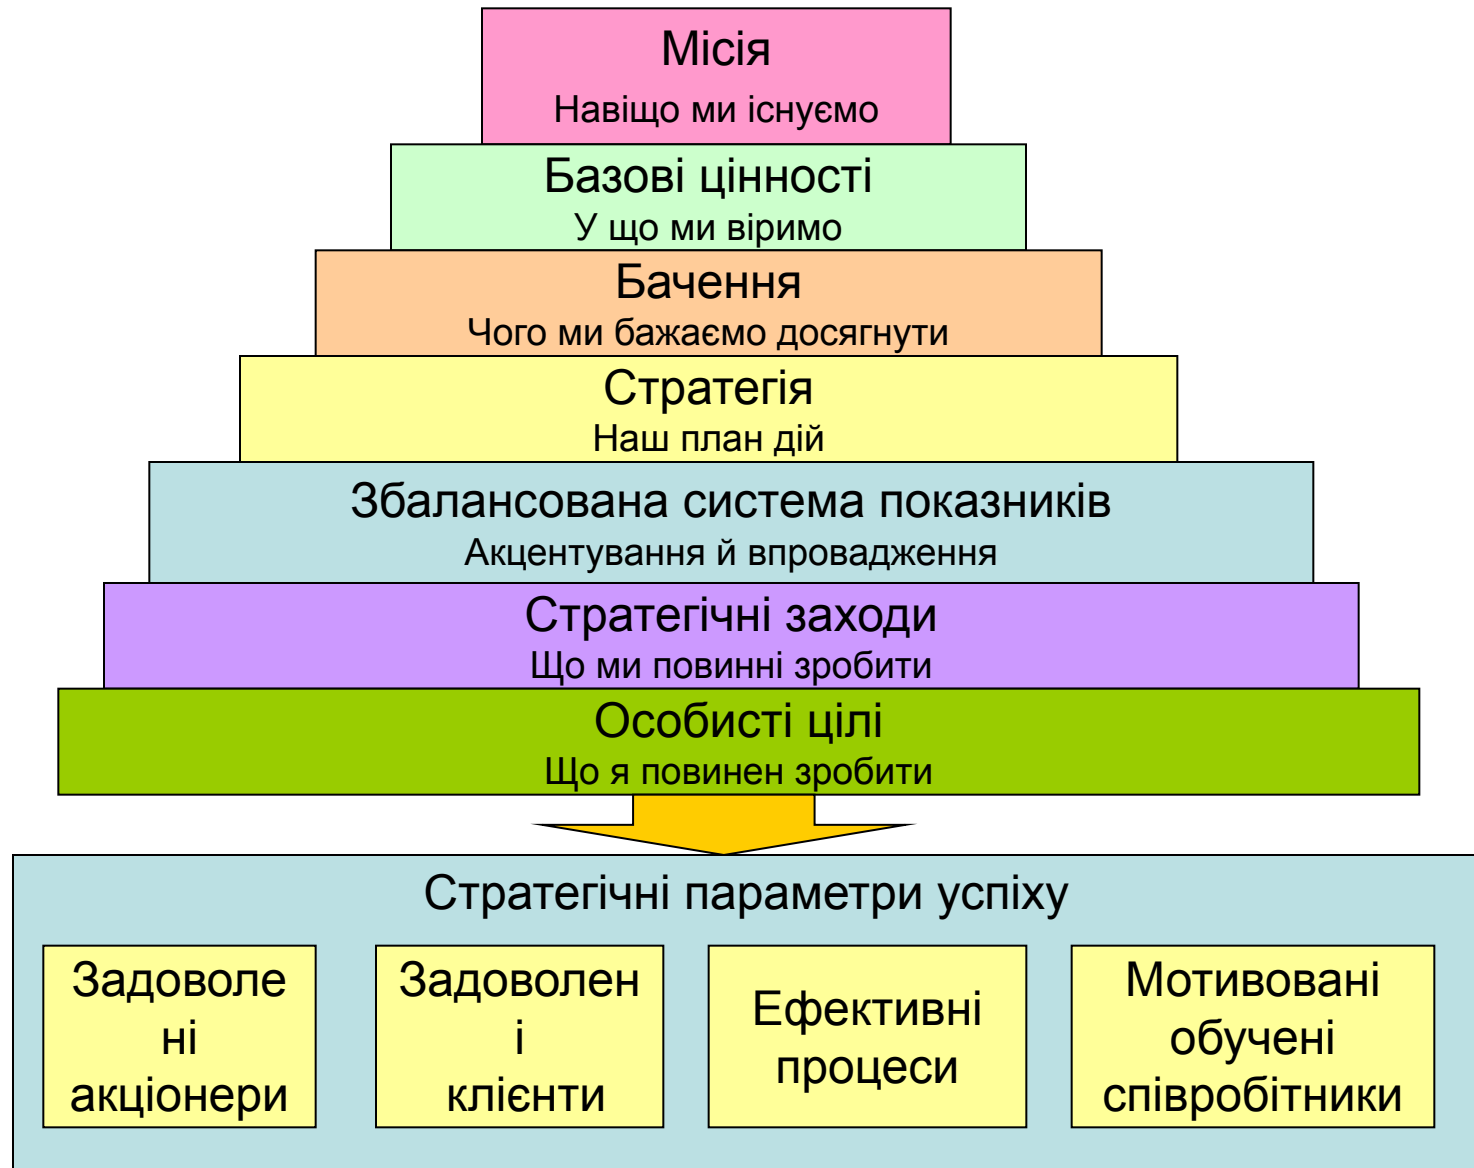 Місія
Навіщо ми існуємо
Базові цінності
У що ми віримо
Бачення
Чого ми бажаємо досягнути
Стратегія
Наш план дій
Збалансована система показників
Акцентування й впровадження
Стратегічні заходи
Що ми повинні зробити
Особисті цілі
Що я повинен зробити
Стратегічні параметри успіху
Задоволе
ні
акціонери
Задоволен
і
клієнти
Ефективні
процеси
Мотивовані
обучені
співробітники